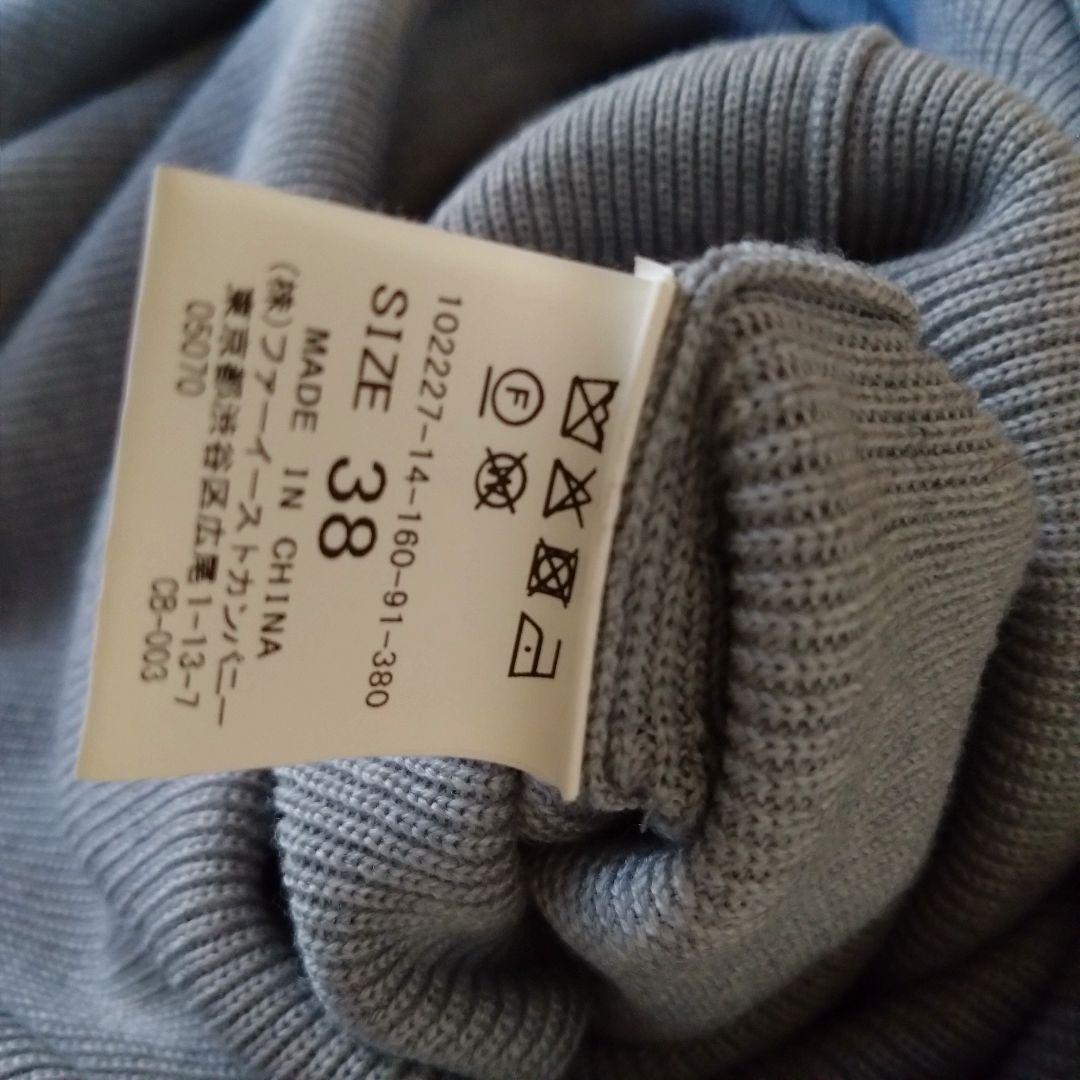 102227-14-160-91-380
SIZE 38
MADE IN CHINA
(株)ファーイーストカンパニー
東京都渋谷区広尾1-13-7
05070 08-003